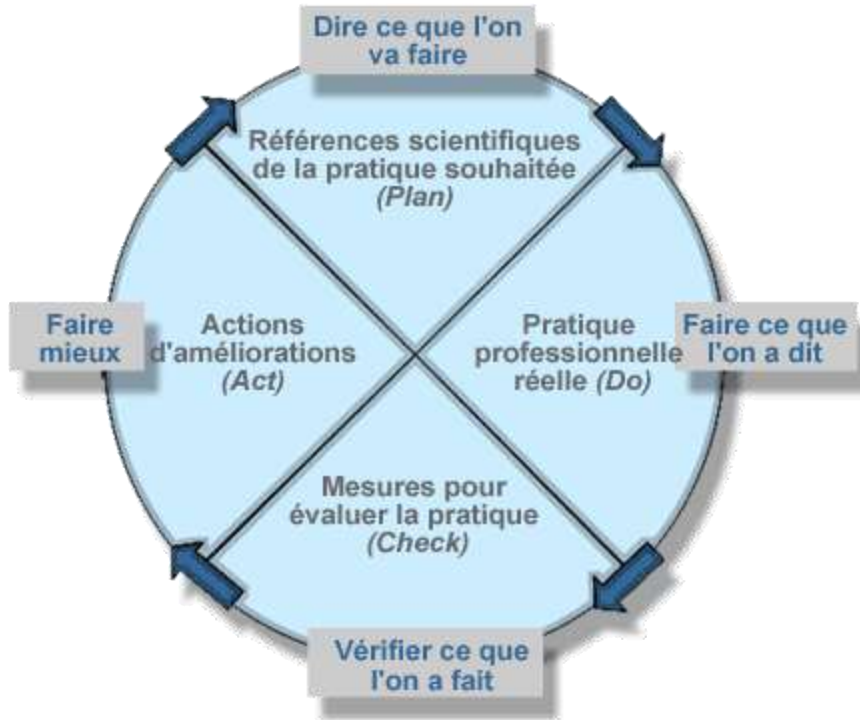 Dire ce que l'on
va faire
Références scientifiques
de la pratique souhaitée
(Plan)
Faire
mieux
Actions
d'améliorations
(Act)
Pratique
professionnelle
réelle (Do)
Faire ce que
l'on a dit
Mesures pour
évaluer la pratique
(Check)
Vérifier ce que
l'on a fait